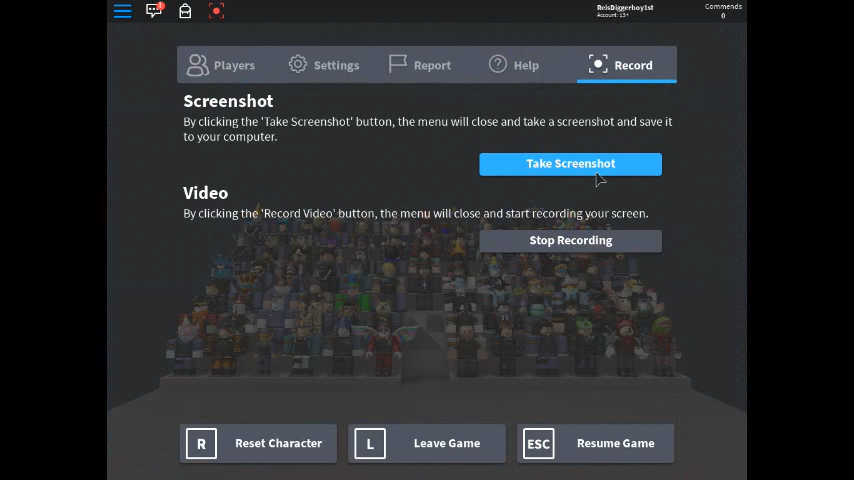 1
ReisDiggerboy1st
Account: 13+
Commends
0
Players
Settings
Report
Help
Record
Screenshot
By clicking the 'Take Screenshot' button, the menu will close and take a screenshot and save it
to your computer.
Take Screenshot
Video
By clicking the 'Record Video' button, the menu will close and start recording your screen.
Stop Recording
R Reset Character
L Leave Game
ESC Resume Game